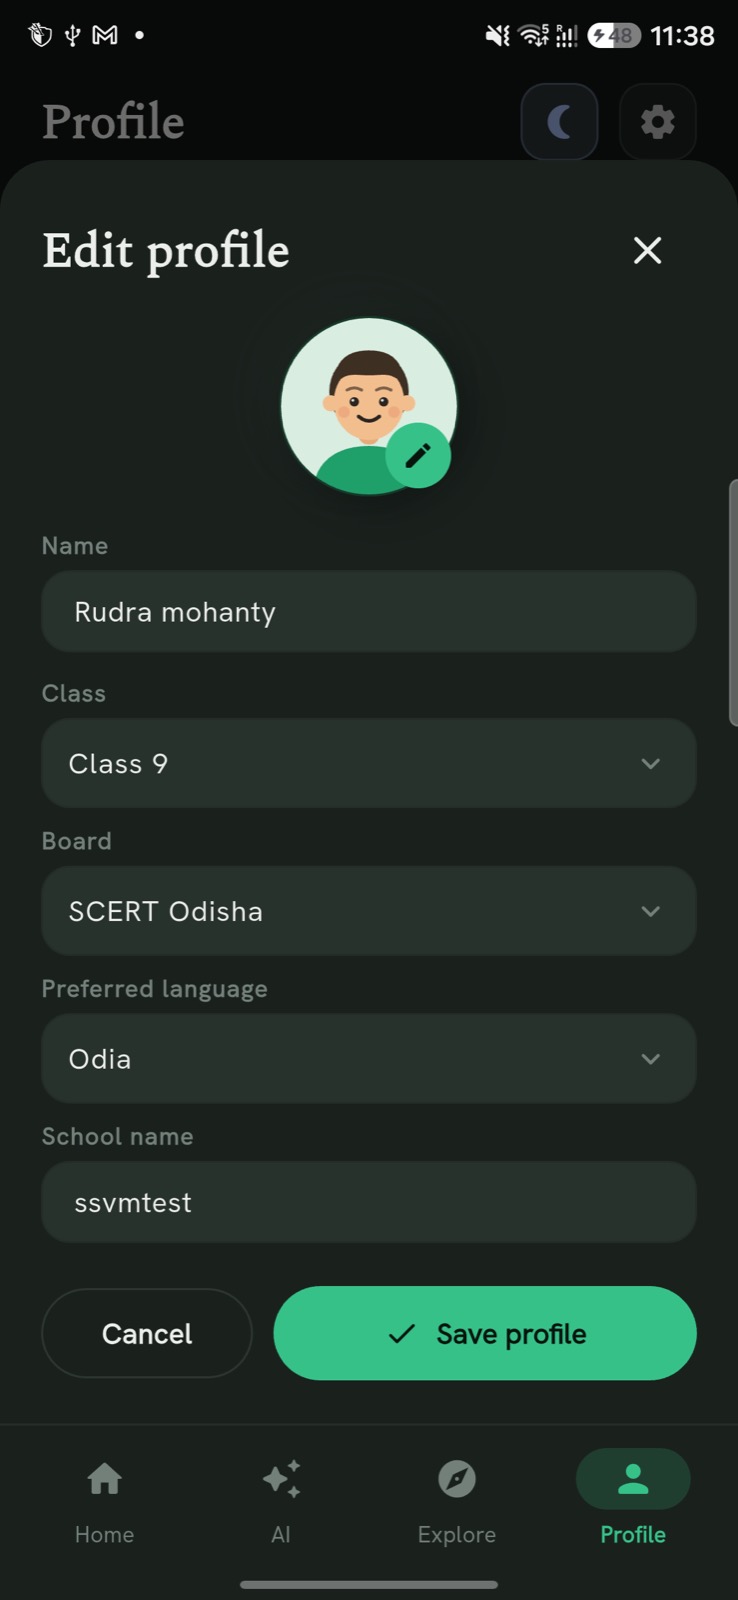 48 11:38
Profile
Edit profile
Name
Rudra mohanty
Class
Class 9
Board
SCERT Odisha
Preferred language
Odia
School name
ssvmtest
Cancel
Save profile
Home
AI
Explore
Profile